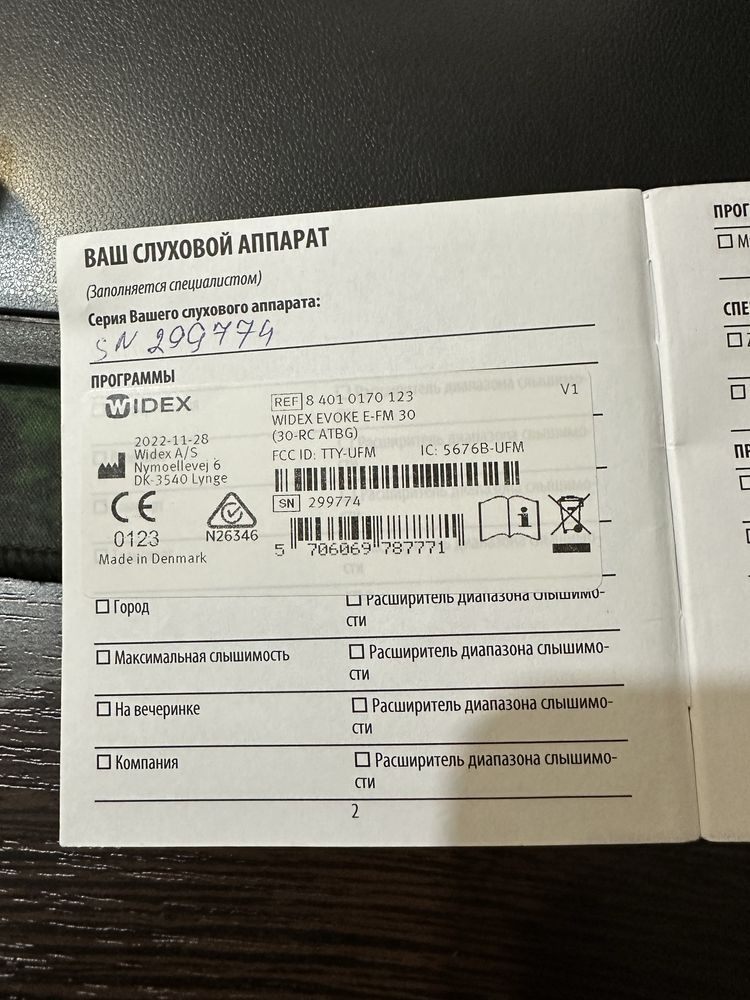 ВАШ СЛУХОВОЙ АППАРАТ
(Заполняется специалистом)
Серия Вашего слухового аппарата:
SN 299774
ПРОГРАММЫ
WIDEX
2022-11-28
Widex A/S
Nymoellevej 6
DK-3540 Lynge
CE
0123
N26346
Made in Denmark
REF 8 401 0170 123
V1
WIDEX EVOKE E-FM 30
(30-RC ATBG)
FCC ID: TTY-UFM IC: 5676B-UFM
SN 299774
5 706069 787771
Город
Расширитель диапазона слышимо-
сти
Максимальная слышимость
Расширитель диапазона слышимо-
сти
На вечеринке
Расширитель диапазона слышимо-
сти
Компания
Расширитель диапазона слышимо-
сти
2
ПРОГ
СПЕ